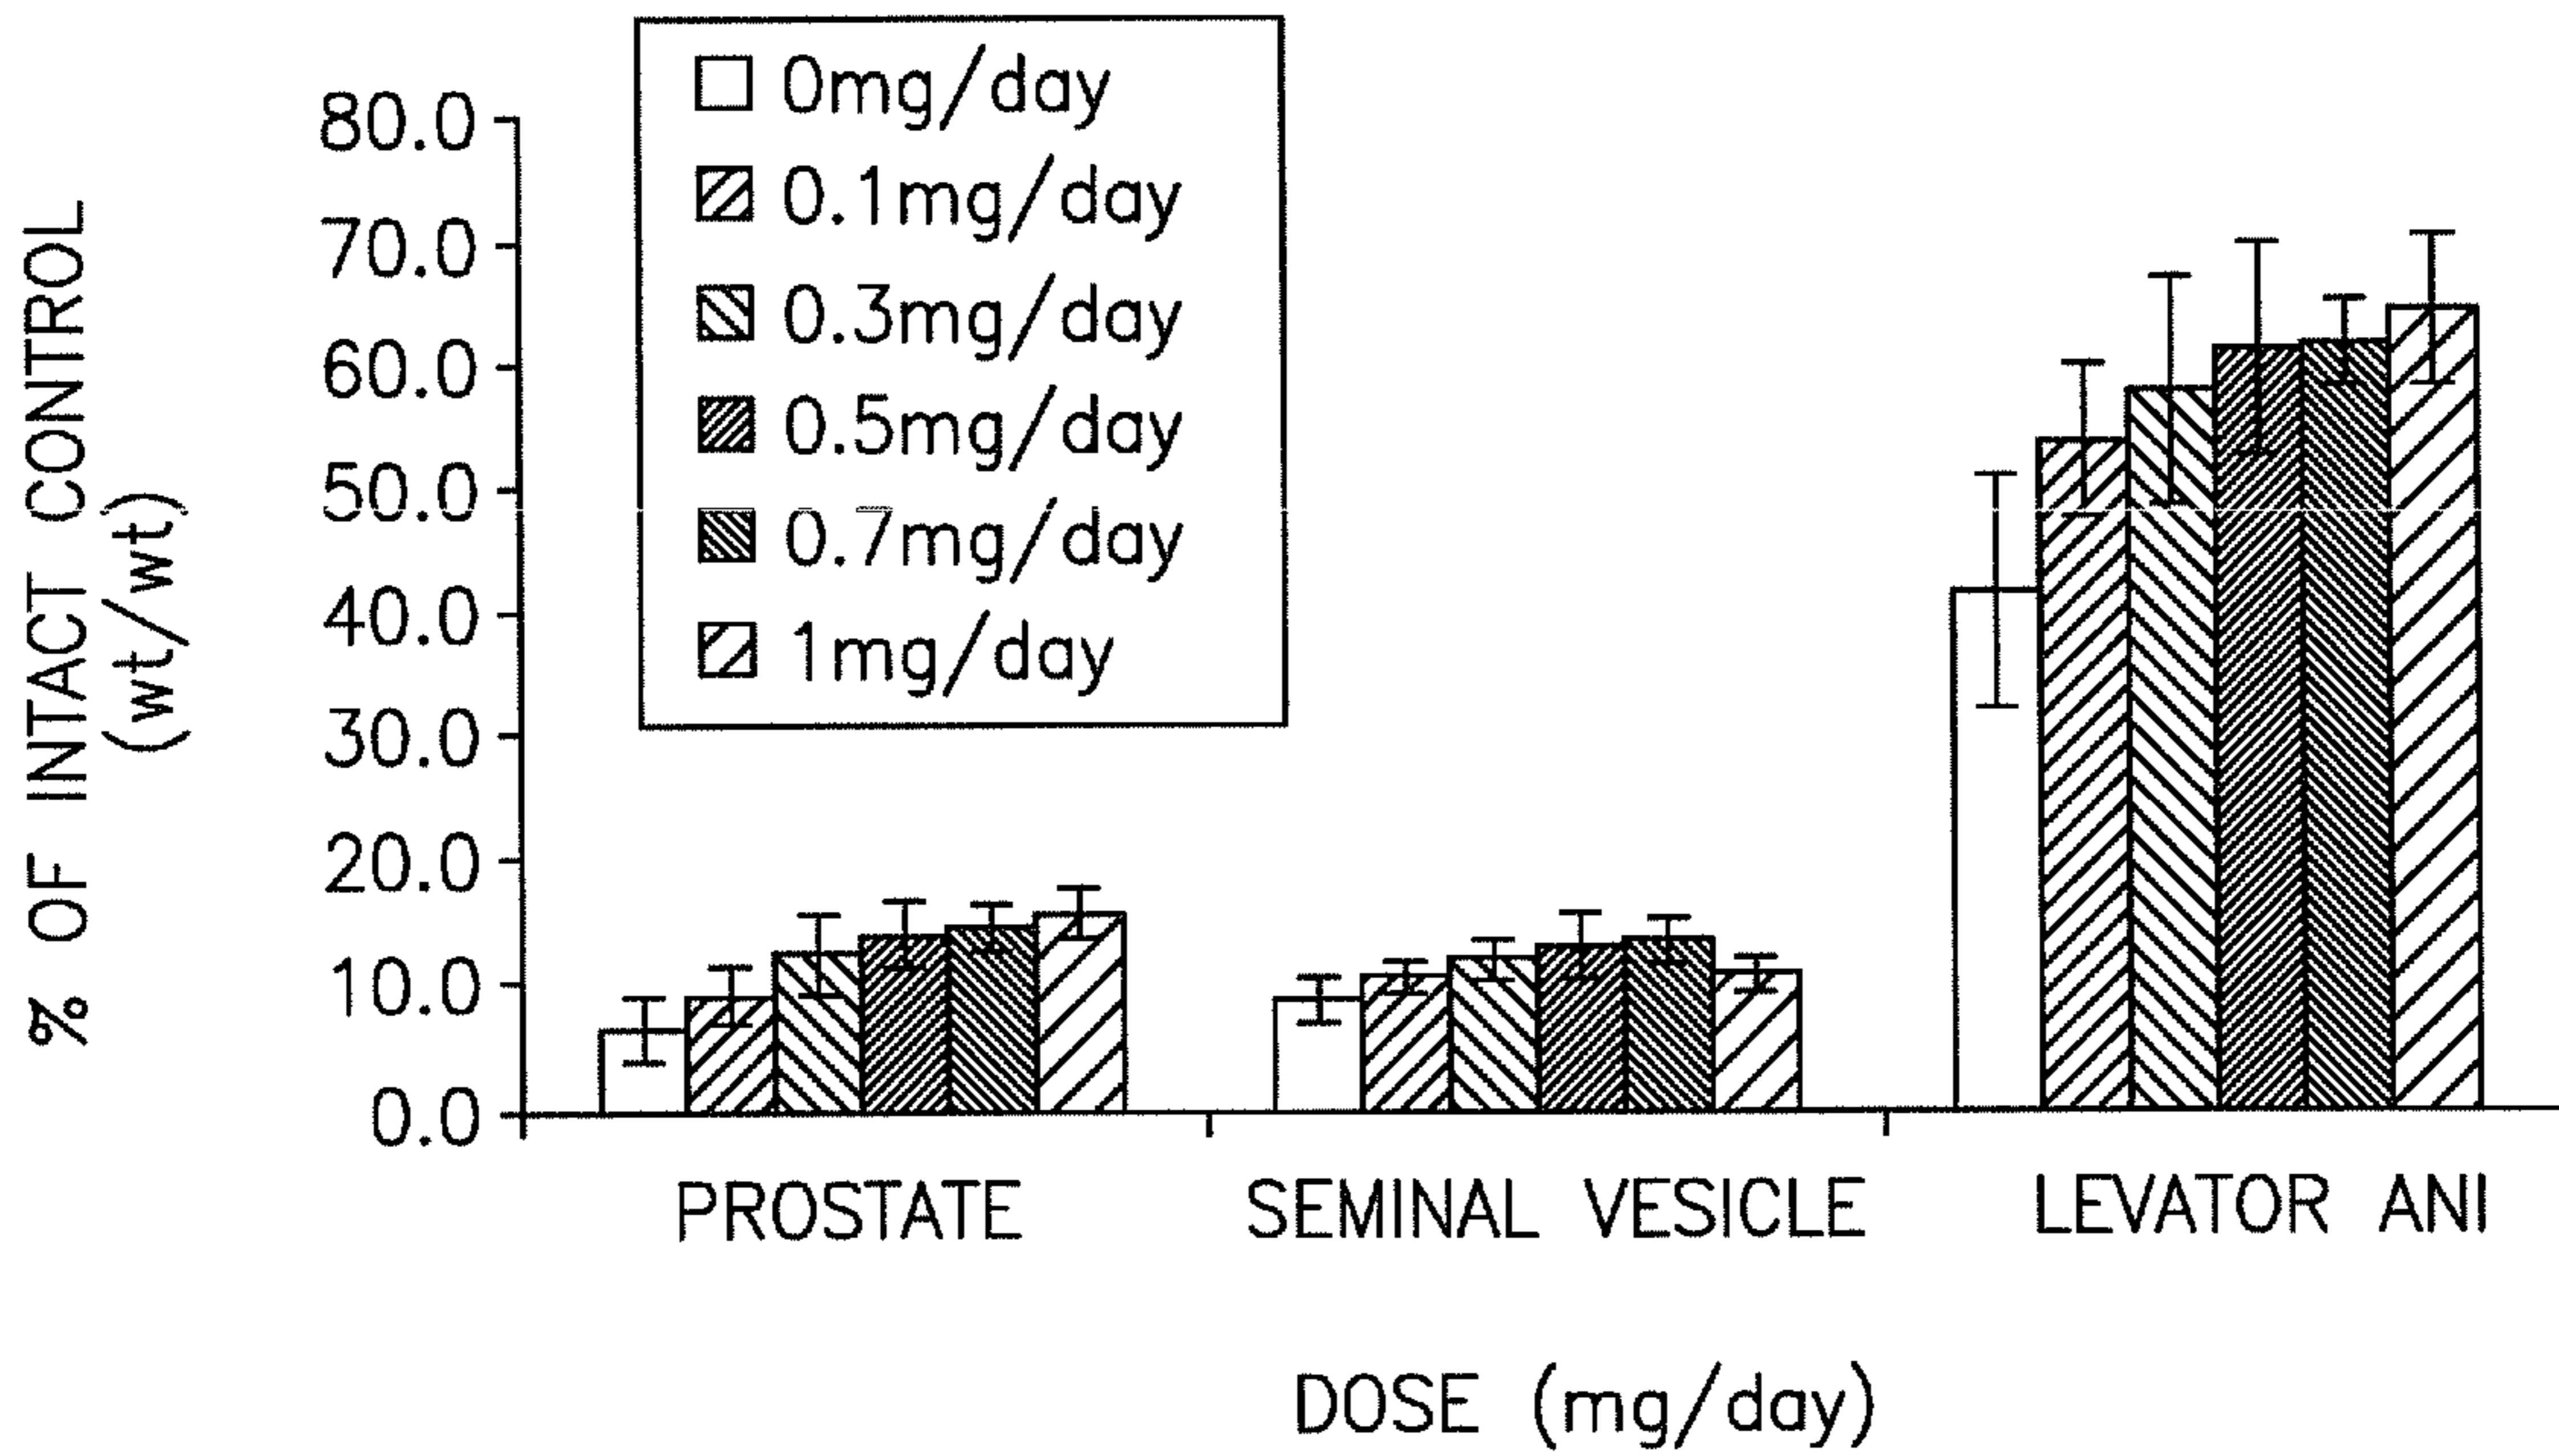 % OF INTACT CONTROL
(wt/wt)
80.0
70.0
60.0
50.0
40.0
30.0
20.0
10.0
0.0
0mg/day
0.1mg/day
0.3mg/day
0.5mg/day
0.7mg/day
1mg/day
PROSTATE
SEMINAL VESICLE
LEVATOR ANI
DOSE (mg/day)